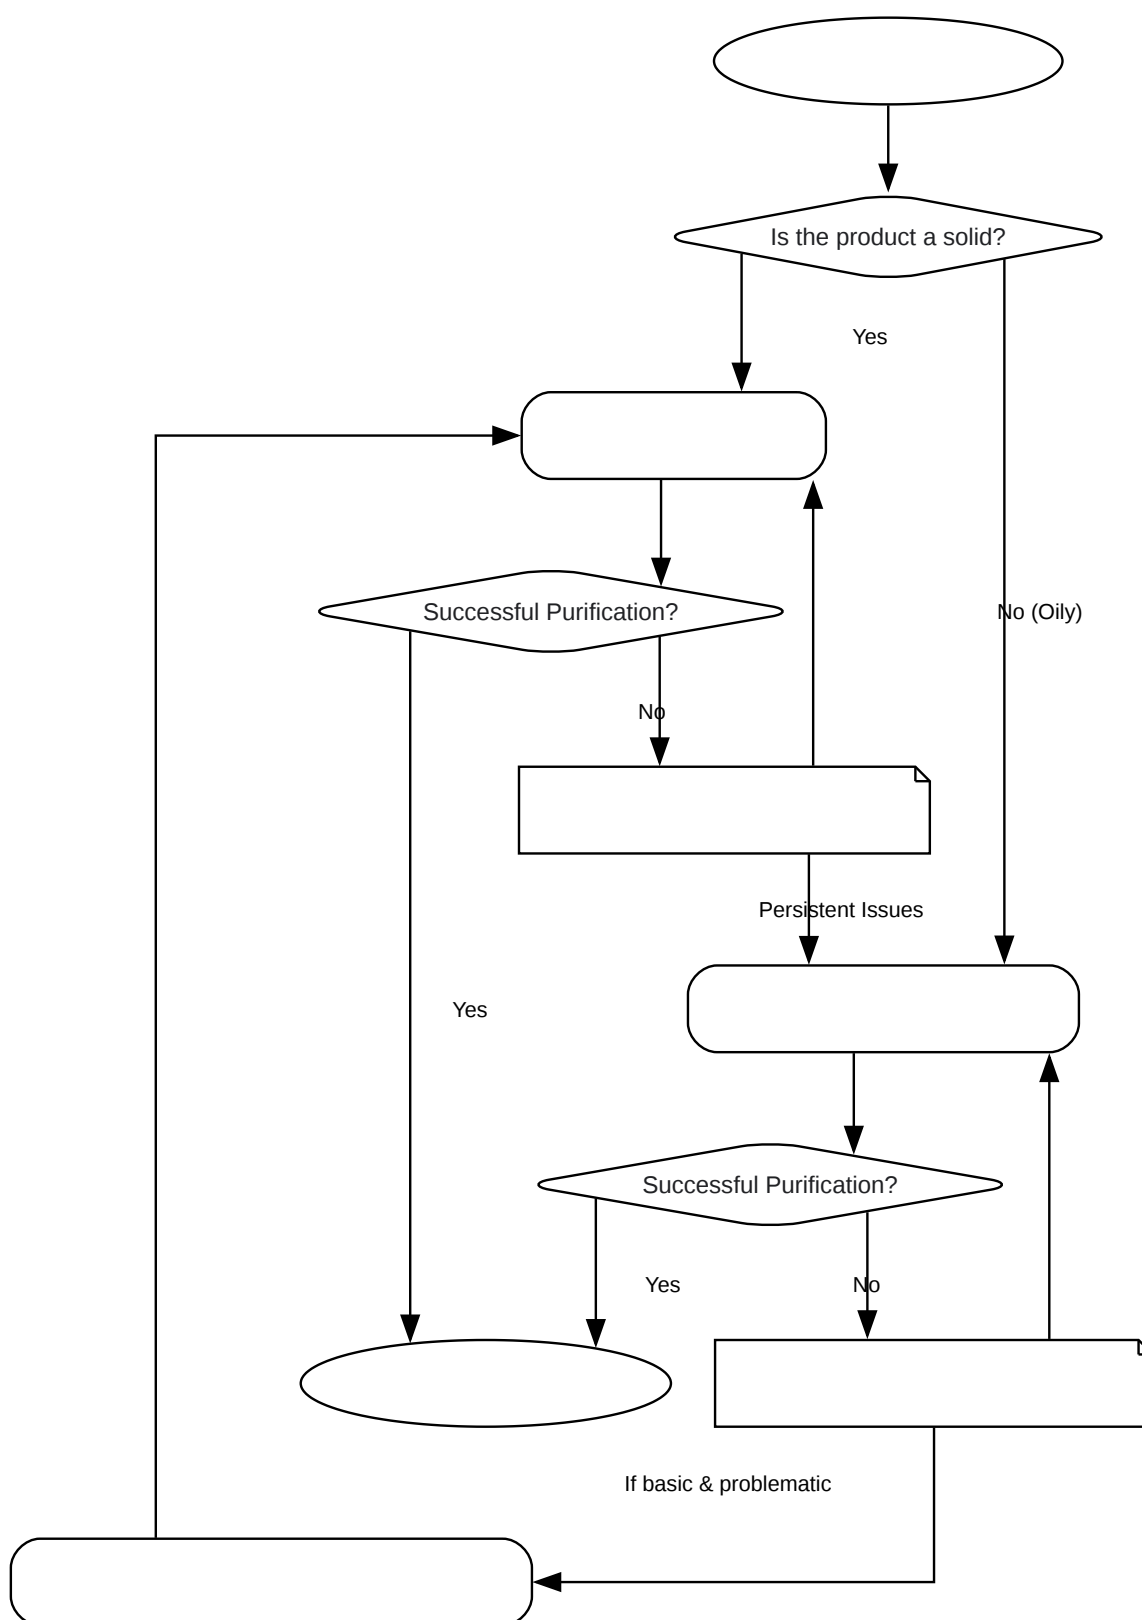 Is the product a solid?
Yes
Successful Purification?
No (Oily)
No
Persistent Issues
Yes
Successful Purification?
Yes
No
If basic & problematic